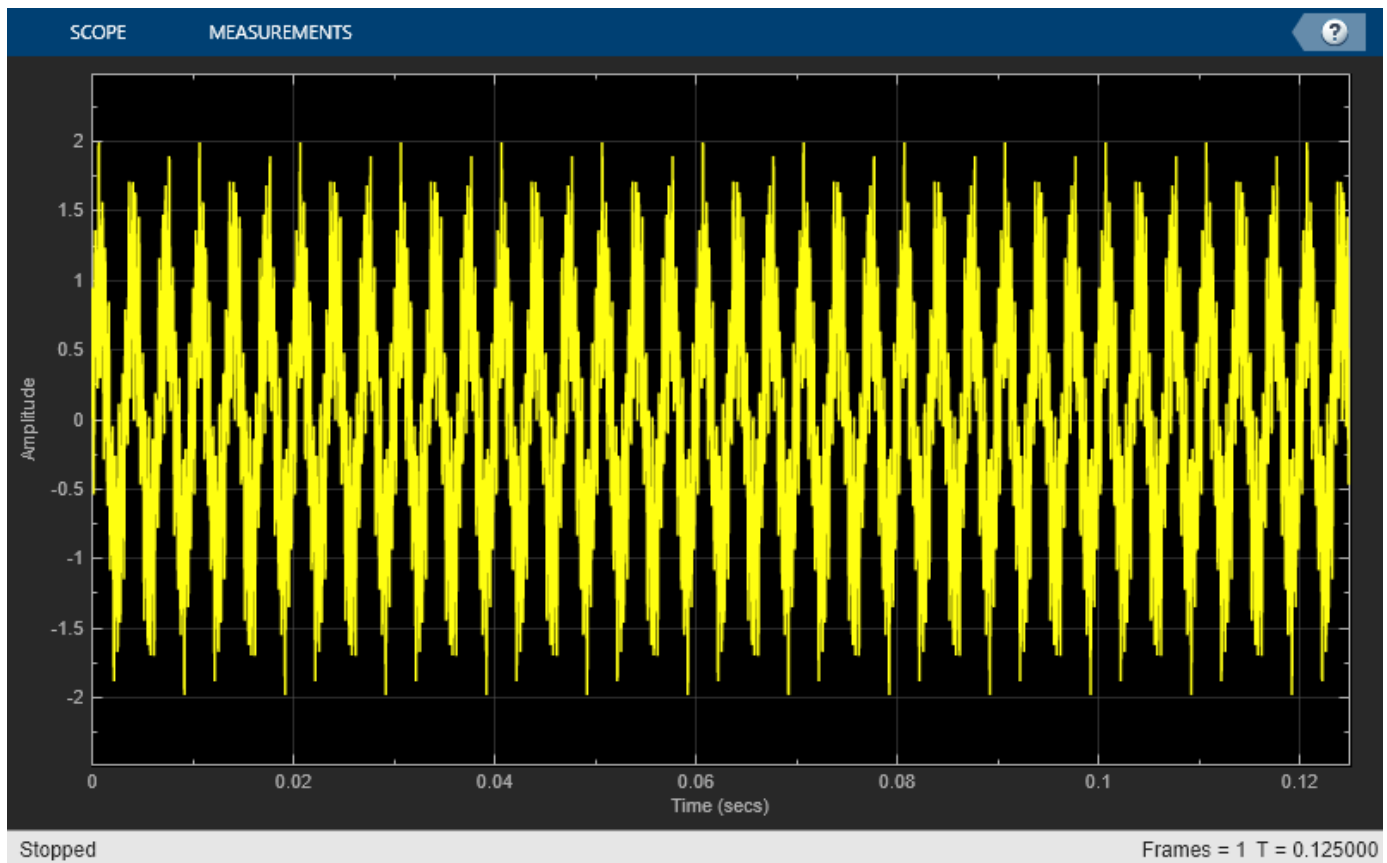 SCOPE MEASUREMENTS ?
2
1.5
1
0.5
0
-0.5
-1
-1.5
-2
Amplitude
0 0.02 0.04 0.06 0.08 0.1 0.12
Time (secs)
Stopped Frames = 1 T = 0.125000